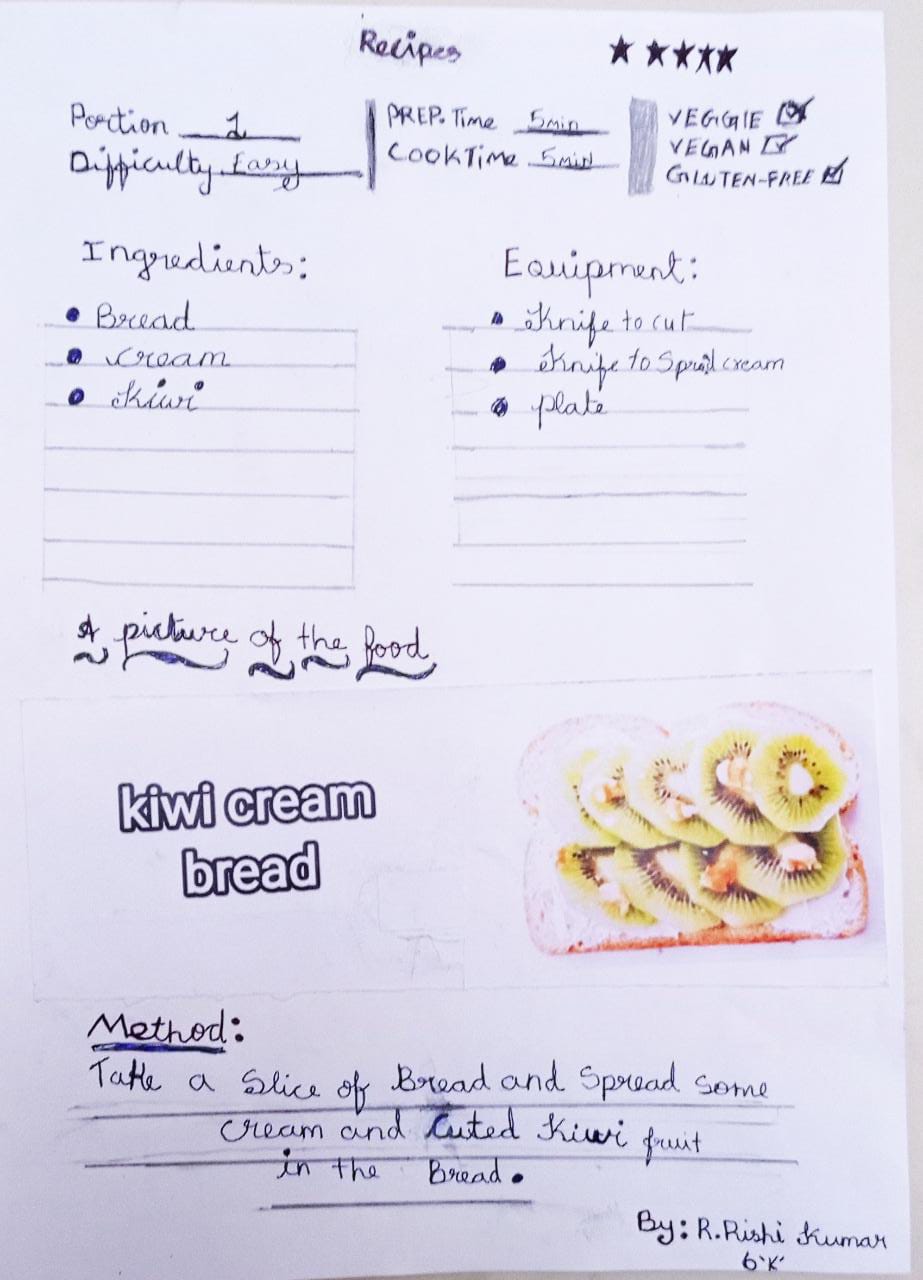 Recipes ★ ★★★★
Portion 1
Difficulty Easy
PREP. Time 5min
COOK Time 5min
VEGGIE
VEGAN
GLUTEN-FREE
Ingredients:
• Bread
• cream
• Kiwi
Equipment:
• Knife to cut
• Knife to Spraid cream
• plate
A picture of the food
kiwi cream
bread
Method:
Take a Slice of Bread and Spread Some
cream and Cuted Kiwi fruit
in the Bread.
By: R.Rishi Kumar
6'K'